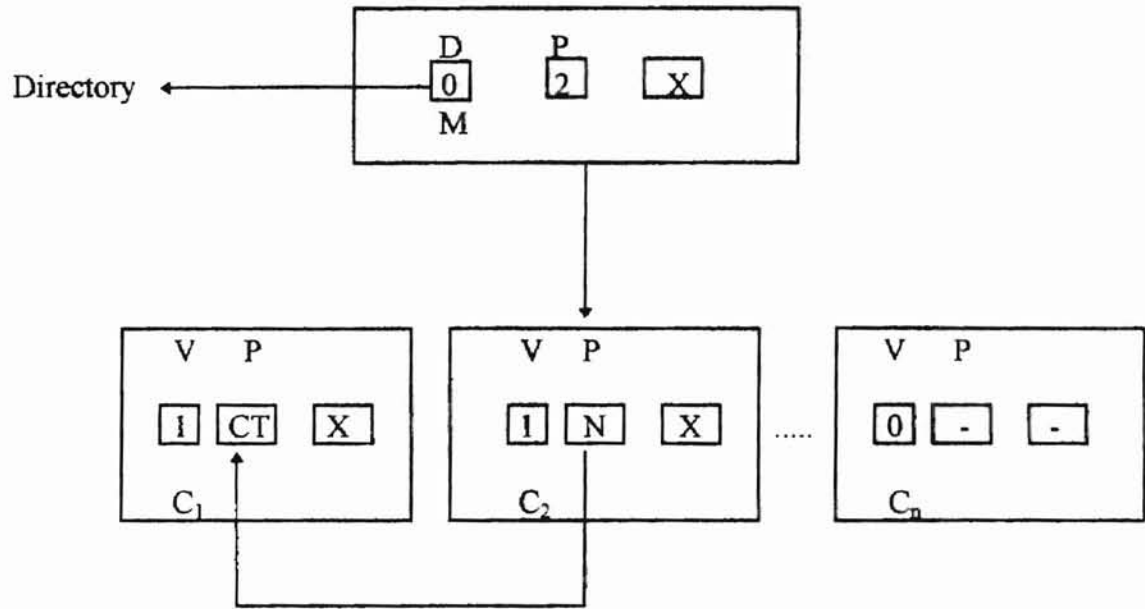 D P
Directory 0 2 X
M
V P V P V P
1 CT X 1 N X ..... 0 - -
C1 C2 Cn